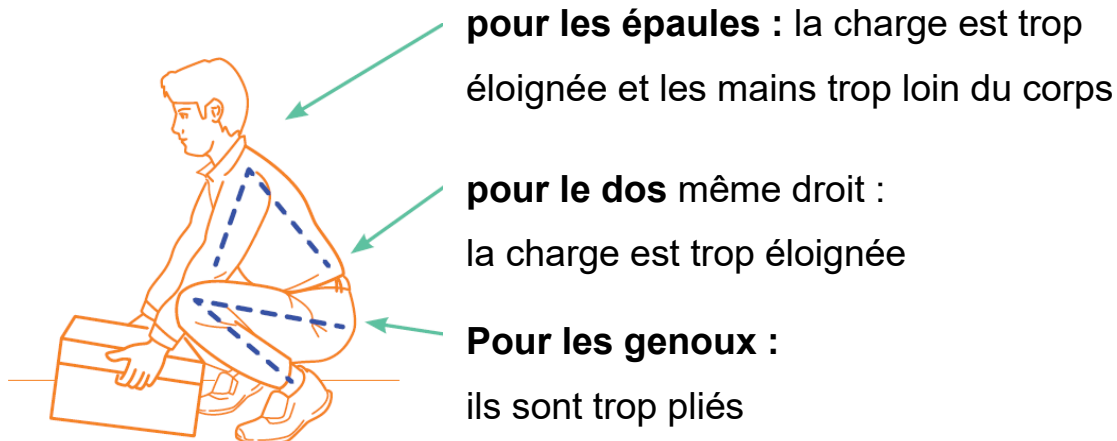 pour les épaules : la charge est trop
éloignée et les mains trop loin du corps
pour le dos même droit :
la charge est trop éloignée
Pour les genoux :
ils sont trop pliés